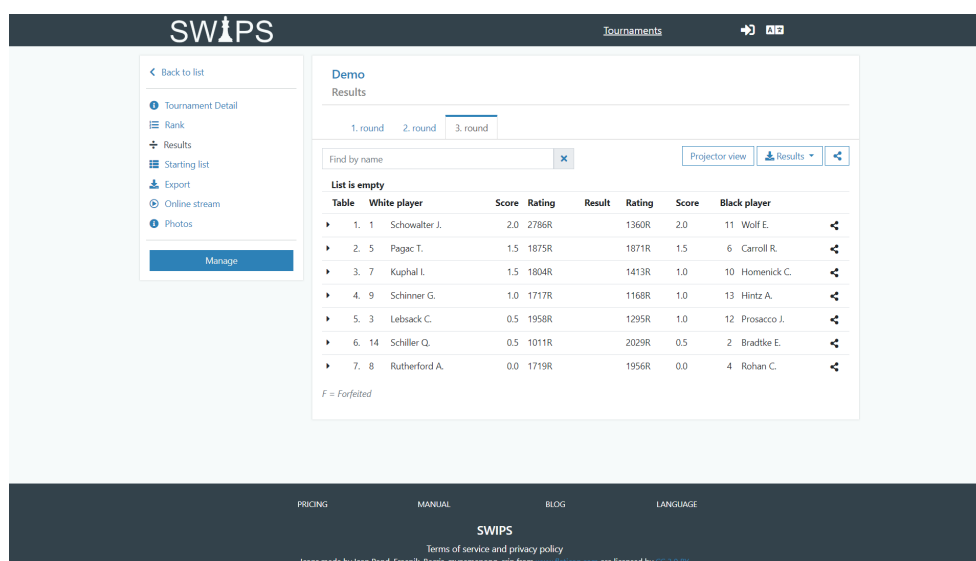 SWIPS
Tournaments
Back to list
Tournament Detail
Rank
Results
Starting list
Export
Online stream
Photos
Manage
Demo
Results
1. round 2. round 3. round
Find by name
Projector view Results
List is empty
Table White player Score Rating Result Rating Score Black player
1. 1 Schowalter J. 2.0 2786R 1360R 2.0 11 Wolf E.
2. 5 Pagac T. 1.5 1875R 1871R 1.5 6 Carroll R.
3. 7 Kuphal I. 1.5 1804R 1413R 1.0 10 Homenick C.
4. 9 Schinner G. 1.0 1717R 1168R 1.0 13 Hintz A.
5. 3 Lebsack C. 0.5 1958R 1295R 1.0 12 Prosacco J.
6. 14 Schiller Q. 0.5 1011R 2029R 0.5 2 Bradtke E.
7. 8 Rutherford A. 0.0 1719R 1956R 0.0 4 Rohan C.
F = Forfeited
PRICING MANUAL BLOG LANGUAGE
SWIPS
Terms of service and privacy policy